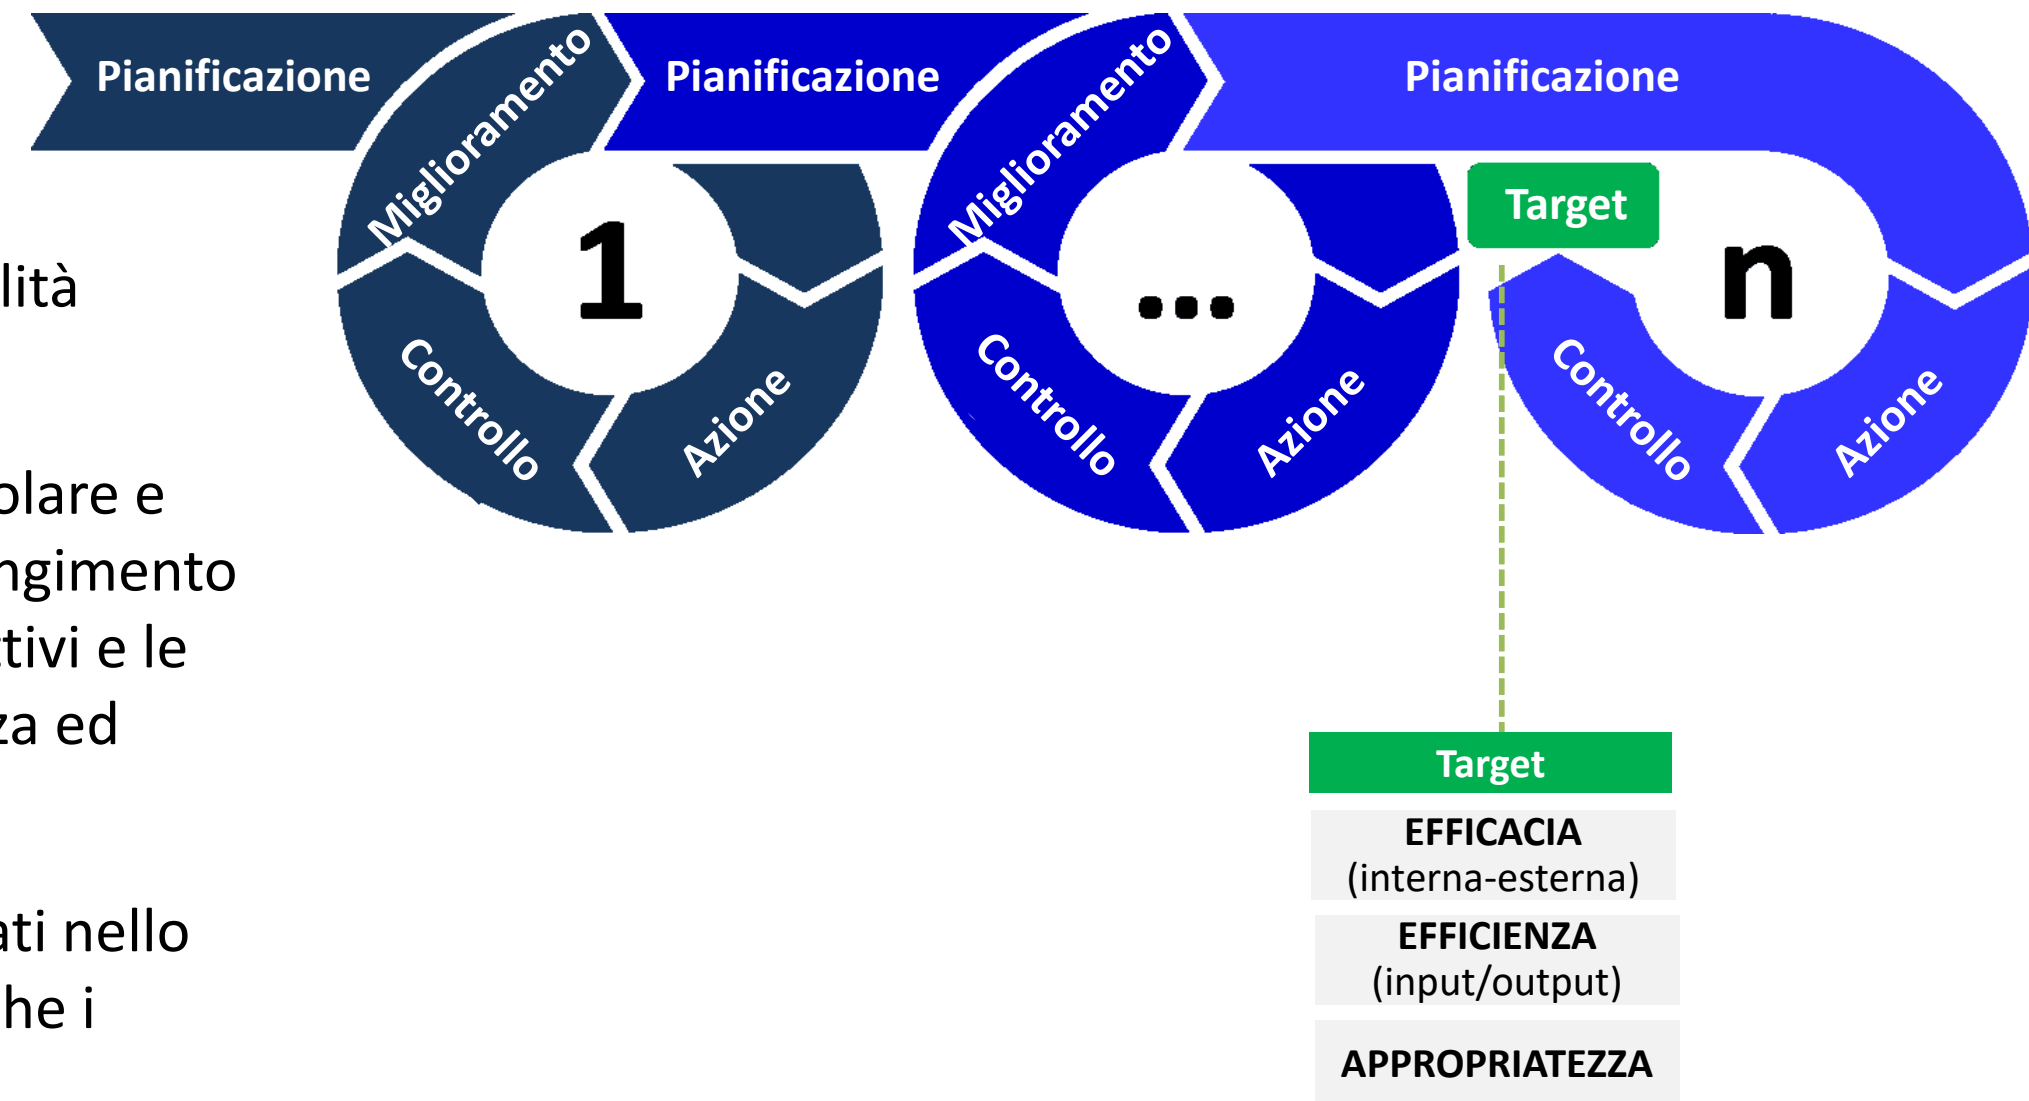 Pianificazione
Pianificazione
Pianificazione
Miglioramento
Miglioramento
Target
1
...
n
Controllo
Azione
Controllo
Azione
Controllo
Azione
lità
olare e
ngimento
ttivi e le
za ed
ati nello
he i
Target
EFFICACIA
(interna-esterna)
EFFICIENZA
(input/output)
APPROPRIATEZZA